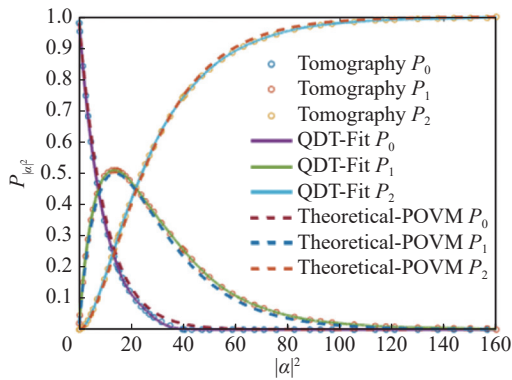 1.0
0.9
0.8
0.7
0.6
0.5
0.4
0.3
0.2
0.1
P|α|²
Tomography P₀
Tomography P₁
Tomography P₂
QDT-Fit P₀
QDT-Fit P₁
QDT-Fit P₂
Theoretical-POVM P₀
Theoretical-POVM P₁
Theoretical-POVM P₂
0 20 40 60 80 100 120 140 160
|α|²